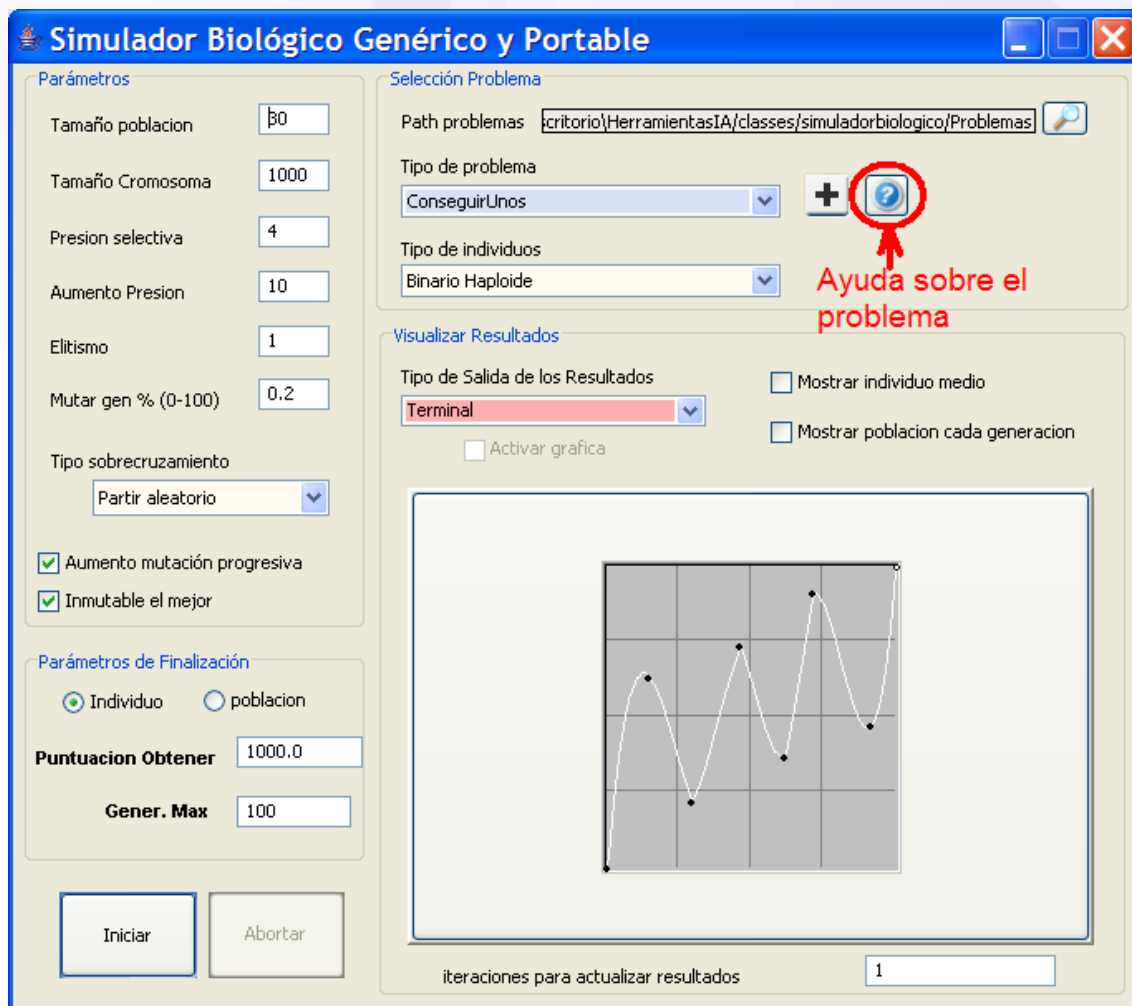 Simulador Biológico Genérico y Portable
Parámetros
Tamaño poblacion 30
Tamaño Cromosoma 1000
Presion selectiva 4
Aumento Presion 10
Elitismo 1
Mutar gen % (0-100) 0.2
Tipo sobrecruzamiento
Partir aleatorio
Aumento mutación progresiva
Inmutable el mejor
Parámetros de Finalización
Individuo poblacion
Puntuacion Obtener 1000.0
Gener. Max 100
Iniciar Abortar
Selección Problema
Path problemas critorio\HerramientasIA/classes/simuladorbiologico/Problemas
Tipo de problema
ConseguirUnos
Tipo de individuos
Binario Haploide
Ayuda sobre el
problema
Visualizar Resultados
Tipo de Salida de los Resultados
Terminal
Activar grafica
Mostrar individuo medio
Mostrar poblacion cada generacion
iteraciones para actualizar resultados 1